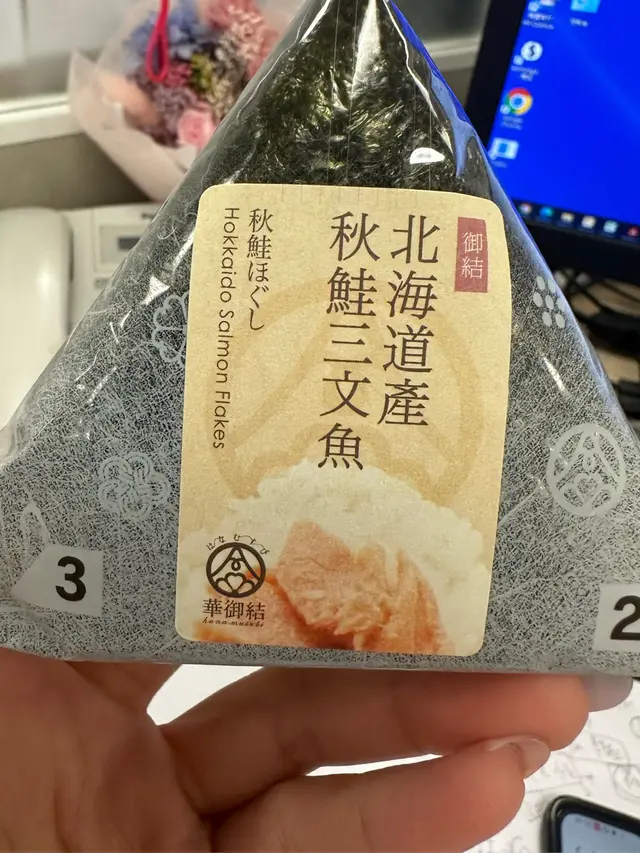 御結
北海道產
秋鮭三文魚
秋鮭ほぐし
Hokkaido Salmon Flakes
はなむすび
華御結
hana-musubi
3
2